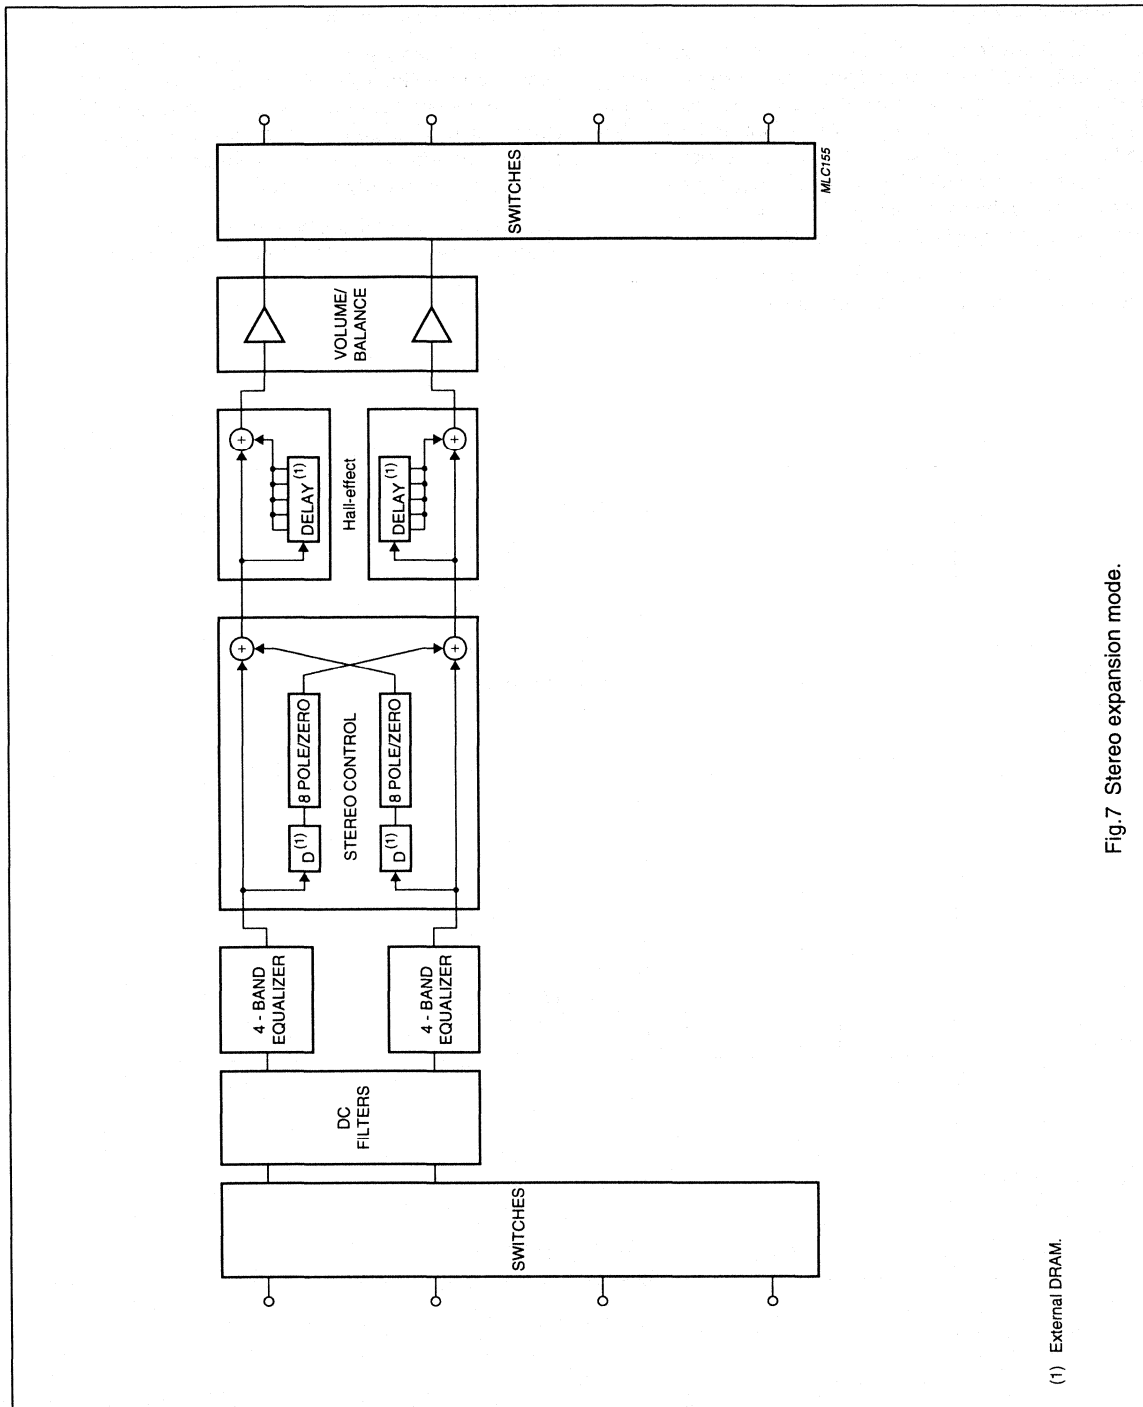 SWITCHES
DC
FILTERS
4 - BAND
EQUALIZER
4 - BAND
EQUALIZER
D(1)
8 POLE/ZERO
STEREO CONTROL
D(1)
8 POLE/ZERO
DELAY(1)
Hall-effect
DELAY(1)
VOLUME/
BALANCE
SWITCHES
+
+
+
+
MLC155
(1) External DRAM.
Fig.7 Stereo expansion mode.